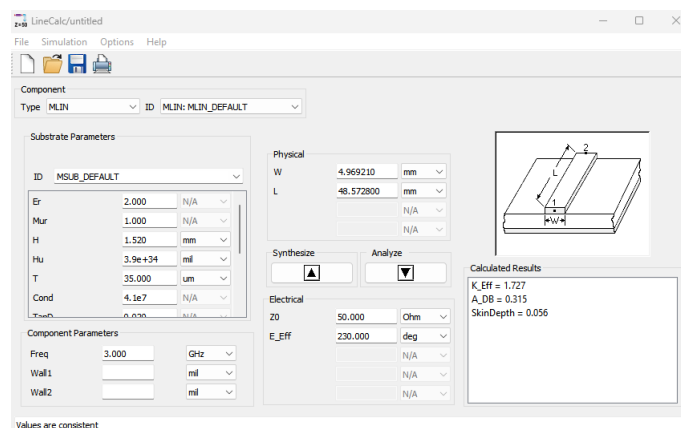 LineCalc/untitled
File Simulation Options Help
Component
Type MLIN ID MLIN: MLIN_DEFAULT
Substrate Parameters
ID MSUB_DEFAULT
Er 2.000 N/A
Mur 1.000 N/A
H 1.520 mm
Hu 3.9e+34 mil
T 35.000 um
Cond 4.1e7 N/A
Component Parameters
Freq 3.000 GHz
Wall1 mil
Wall2 mil
Physical
W 4.969210 mm
L 48.572800 mm
N/A
N/A
Synthesize Analyze
Electrical
Z0 50.000 Ohm
E_Eff 230.000 deg
N/A
N/A
N/A
2
L
1
W
Calculated Results
K_Eff = 1.727
A_DB = 0.315
SkinDepth = 0.056
Values are consistent